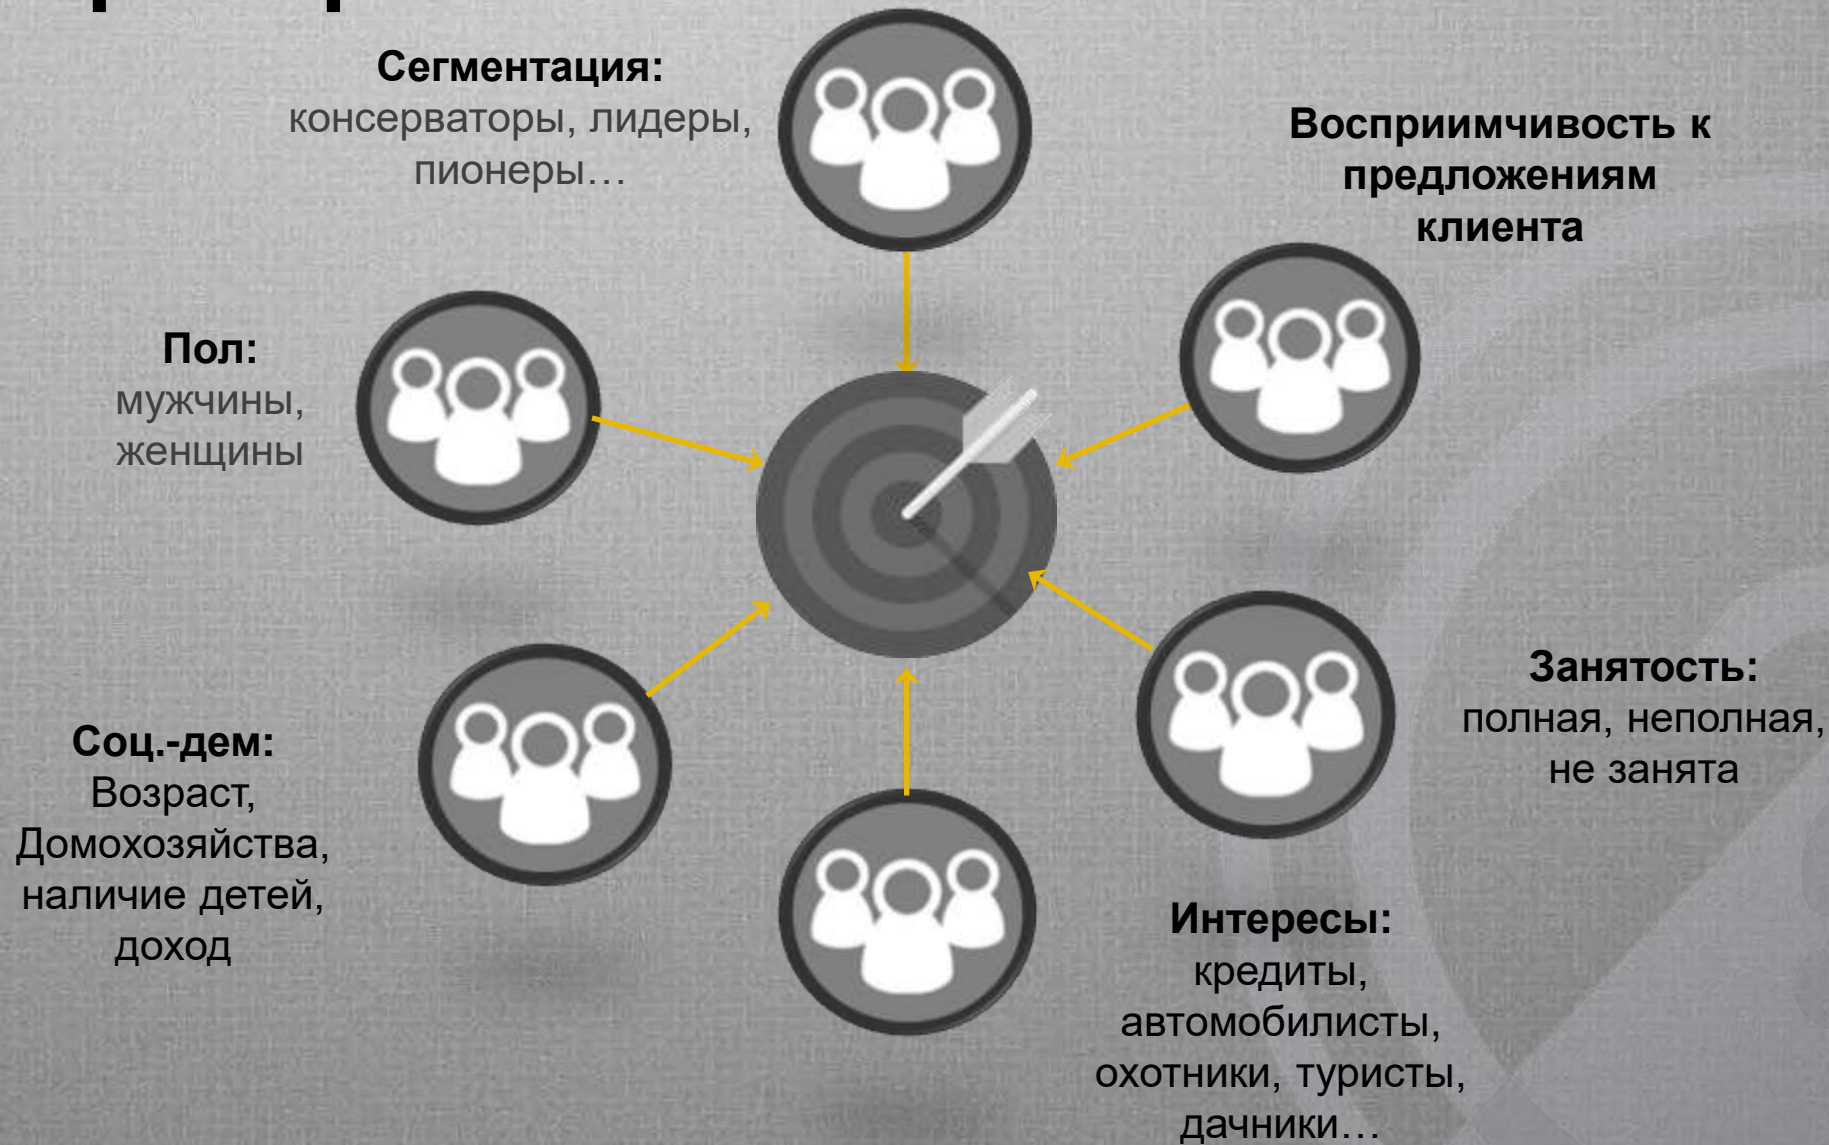 Сегментация:
консерваторы, лидеры,
пионеры…
Восприимчивость к
предложениям
клиента
Пол:
мужчины,
женщины
Занятость:
полная, неполная,
не занята
Соц.-дем:
Возраст,
Домохозяйства,
наличие детей,
доход
Интересы:
кредиты,
автомобилисты,
охотники, туристы,
дачники…